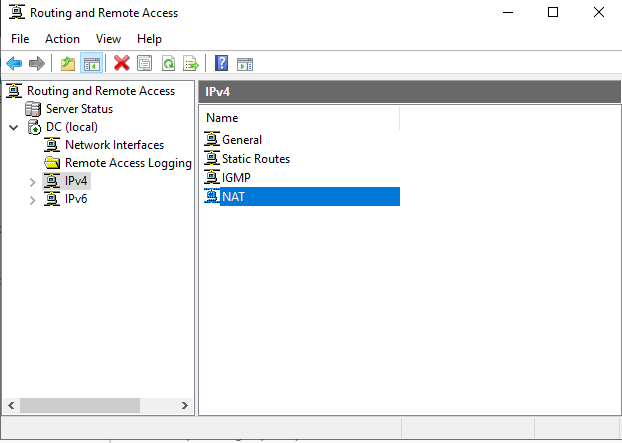 Routing and Remote Access
File Action View Help
Routing and Remote Access
Server Status
DC (local)
Network Interfaces
Remote Access Logging
IPv4
IPv6
IPv4
Name
General
Static Routes
IGMP
NAT